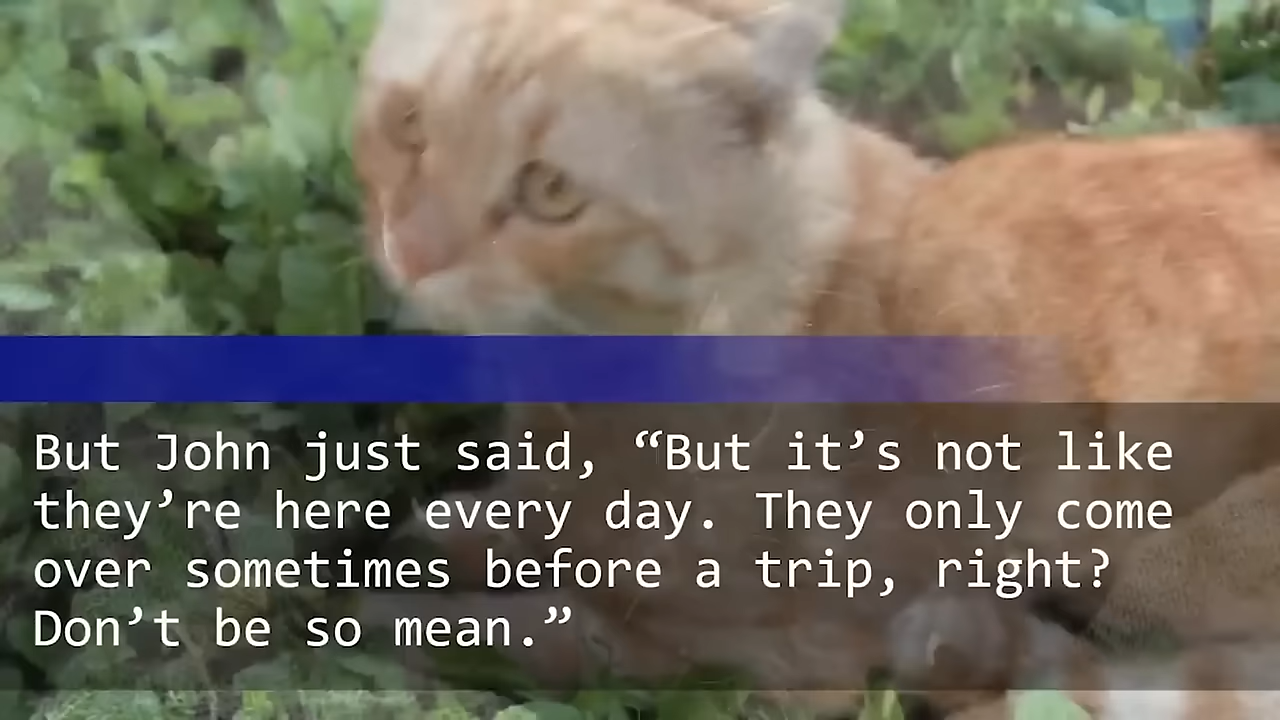 But John just said, “But it’s not like
they’re here every day. They only come
over sometimes before a trip, right?
Don’t be so mean.”